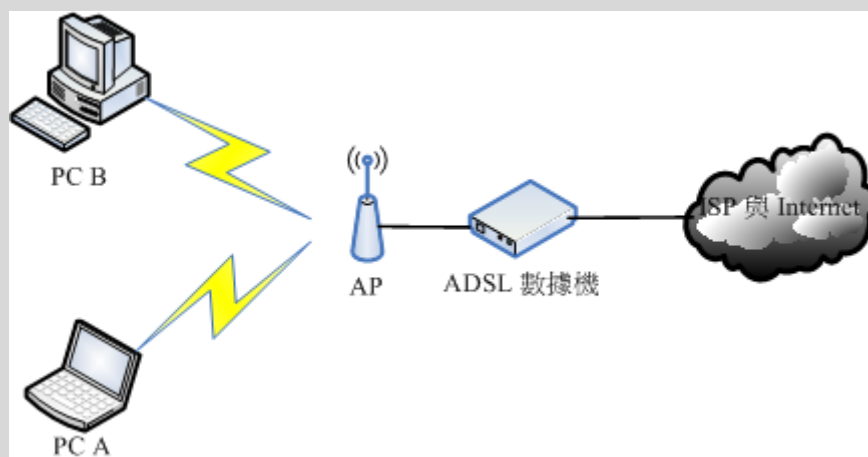 PC B
AP
ADSL 數據機
ISP 與 Internet
PC A